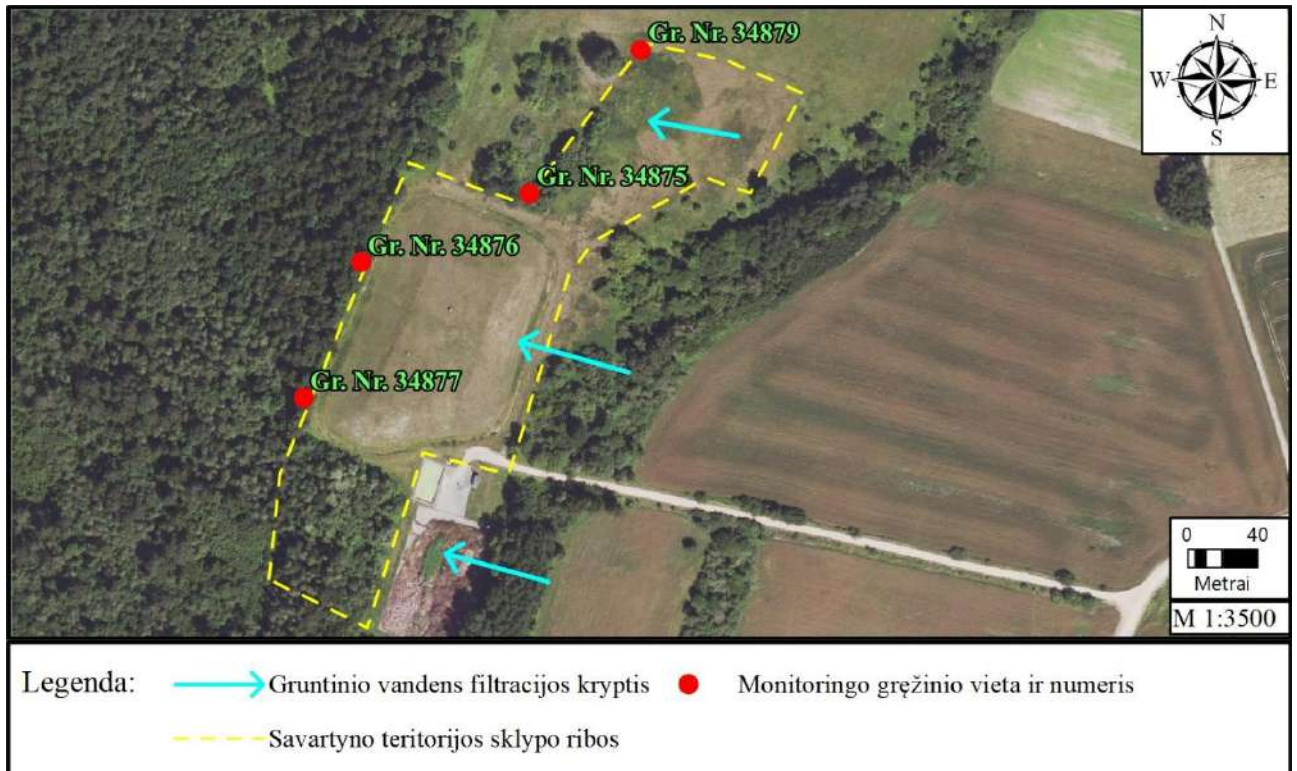 Gr. Nr. 34879
N
W E
S
Gr. Nr. 34875
Gr. Nr. 34876
Gr. Nr. 34877
0 40
Metrai
M 1:3500
Legenda: Gruntinio vandens filtracijos kryptis Monitoringo gręžinio vieta ir numeris
Savartyno teritorijos sklypo ribos